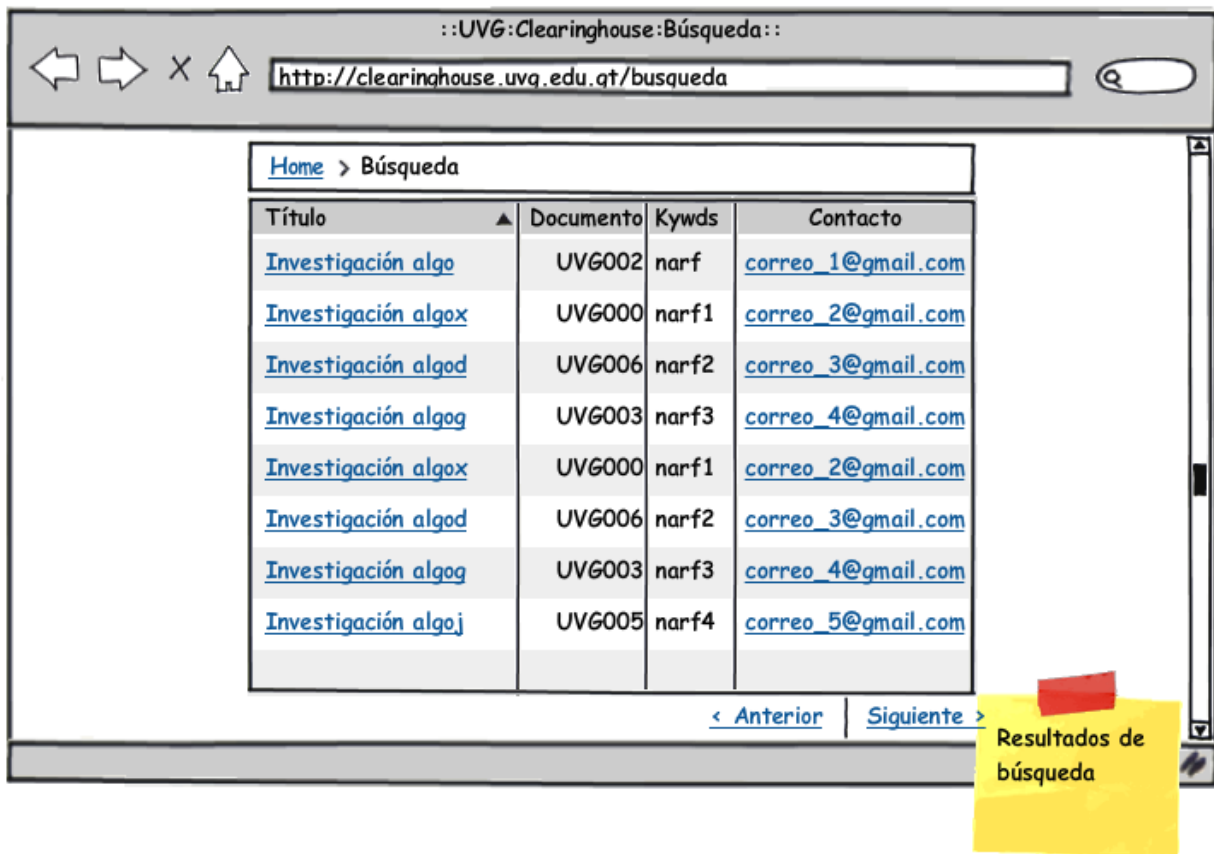 ::UVG:Clearinghouse:Búsqueda::
http://clearinghouse.uvg.edu.gt/busqueda
Home > Búsqueda
Título ▲ Documento Kywds Contacto
Investigación algo UVG002 narf correo_1@gmail.com
Investigación algox UVG000 narf1 correo_2@gmail.com
Investigación algod UVG006 narf2 correo_3@gmail.com
Investigación algog UVG003 narf3 correo_4@gmail.com
Investigación algox UVG000 narf1 correo_2@gmail.com
Investigación algod UVG006 narf2 correo_3@gmail.com
Investigación algog UVG003 narf3 correo_4@gmail.com
Investigación algoj UVG005 narf4 correo_5@gmail.com
< Anterior | Siguiente >
Resultados de
búsqueda